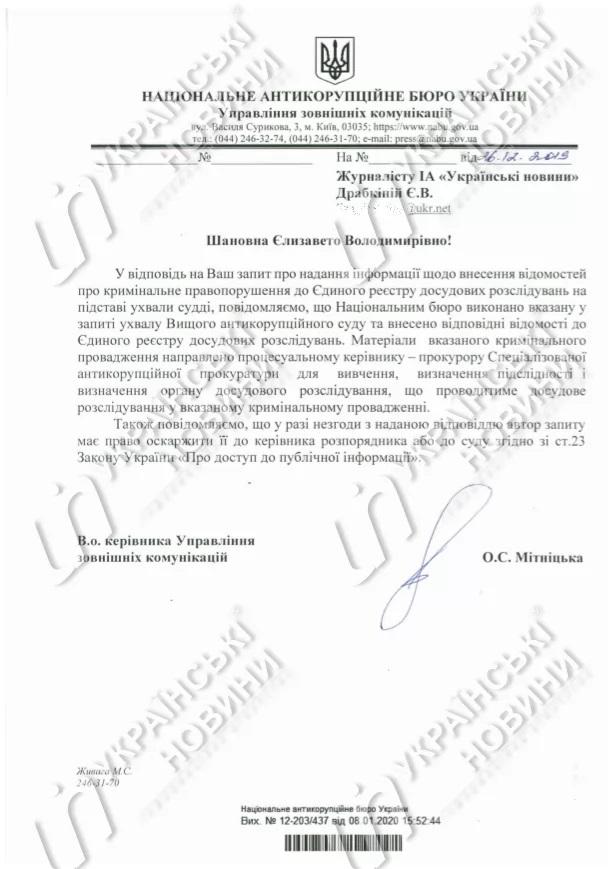 НАЦІОНАЛЬНЕ АНТИКОРУПЦІЙНЕ БЮРО УКРАЇНИ
Управління зовнішніх комунікацій
вул. Василя Сурикова, 3, м. Київ, 03035; https://www.nabu.gov.ua
тел.: (044) 246-32-74, (044) 246-31-70; e-mail: press@nabu.gov.ua
№ На № від 16.12.2019
Журналісту ІА «Українські новини»
Драбкіній Є.В.
@ukr.net
Шановна Єлизавето Володимирівно!
У відповідь на Ваш запит про надання інформації щодо внесення відомостей
про кримінальне правопорушення до Єдиного реєстру досудових розслідувань на
підставі ухвали судді, повідомляємо, що Національним бюро виконано вказану у
запиті ухвалу Вищого антикорупційного суду та внесено відповідні відомості до
Єдиного реєстру досудових розслідувань. Матеріали вказаного кримінального
провадження направлено процесуальному керівнику – прокурору Спеціалізованої
антикорупційної прокуратури для вивчення, визначення підслідності і
визначення органу досудового розслідування, що проводитиме досудове
розслідування у вказаному кримінальному провадженні.
Також повідомляємо, що у разі незгоди з наданою відповіддю автор запиту
має право оскаржити її до керівника розпорядника або до суду згідно зі ст.23
Закону України «Про доступ до публічної інформації».
В.о. керівника Управління
зовнішніх комунікацій О.С. Мітніцька
Живага М.С.
246-31-70
Національне антикорупційне бюро України
Вих. № 12-203/437 від 08.01.2020 15:52:44
УКРАЇНСЬКІ НОВИНИ